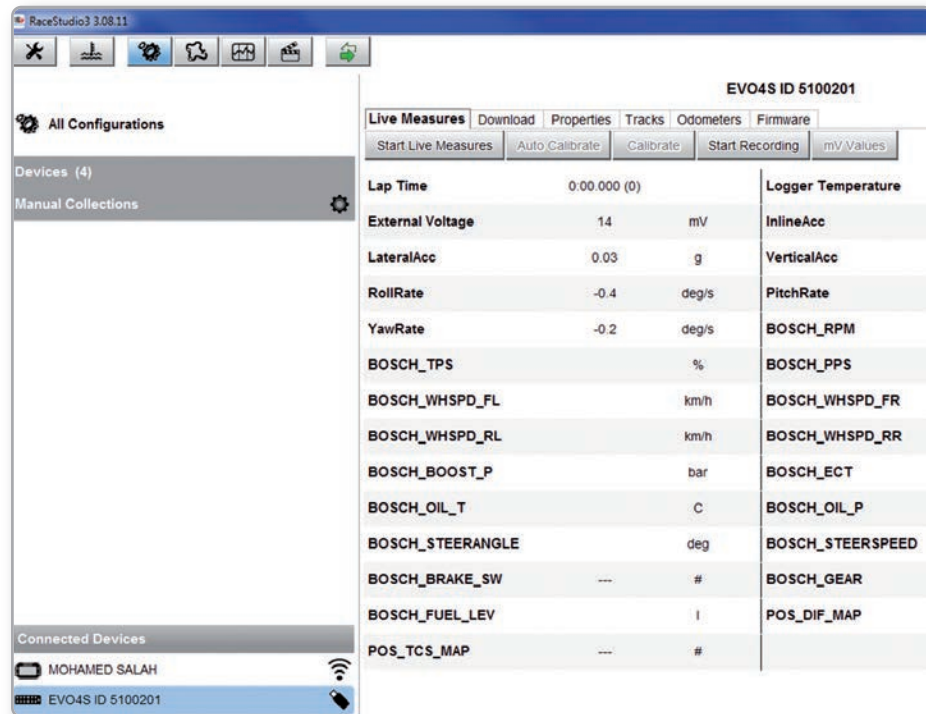 RaceStudio3 3.08.11
EVO4S ID 5100201
All Configurations
Live Measures Download Properties Tracks Odometers Firmware
Start Live Measures Auto Calibrate Calibrate Start Recording mV Values
Devices (4)
Manual Collections
Lap Time 0:00.000 (0) Logger Temperature
External Voltage 14 mV InlineAcc
LateralAcc 0.03 g VerticalAcc
RollRate -0.4 deg/s PitchRate
YawRate -0.2 deg/s BOSCH_RPM
BOSCH_TPS % BOSCH_PPS
BOSCH_WHSPD_FL km/h BOSCH_WHSPD_FR
BOSCH_WHSPD_RL km/h BOSCH_WHSPD_RR
BOSCH_BOOST_P bar BOSCH_ECT
BOSCH_OIL_T C BOSCH_OIL_P
BOSCH_STEERANGLE deg BOSCH_STEERSPEED
BOSCH_BRAKE_SW --- # BOSCH_GEAR
BOSCH_FUEL_LEV l POS_DIF_MAP
POS_TCS_MAP --- #
Connected Devices
MOHAMED SALAH
EVO4S ID 5100201